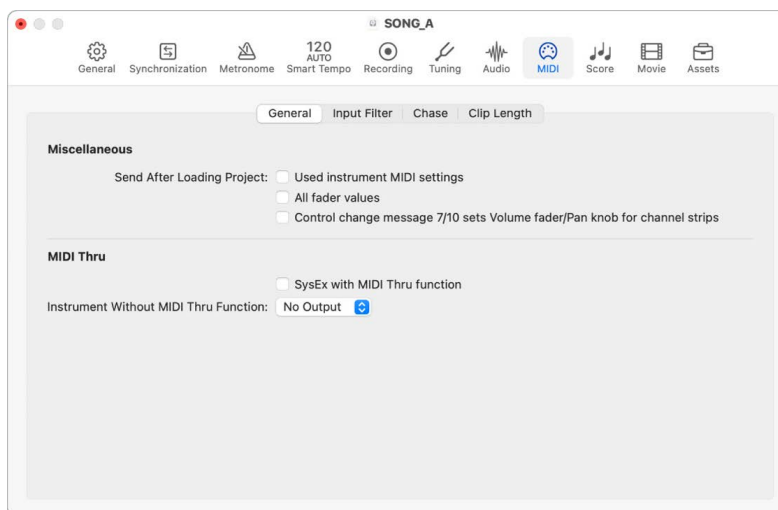 SONG_A
120
AUTO
General Synchronization Metronome Smart Tempo Recording Tuning Audio MIDI Score Movie Assets
General Input Filter Chase Clip Length
Miscellaneous
Send After Loading Project: Used instrument MIDI settings
All fader values
Control change message 7/10 sets Volume fader/Pan knob for channel strips
MIDI Thru
SysEx with MIDI Thru function
Instrument Without MIDI Thru Function: No Output